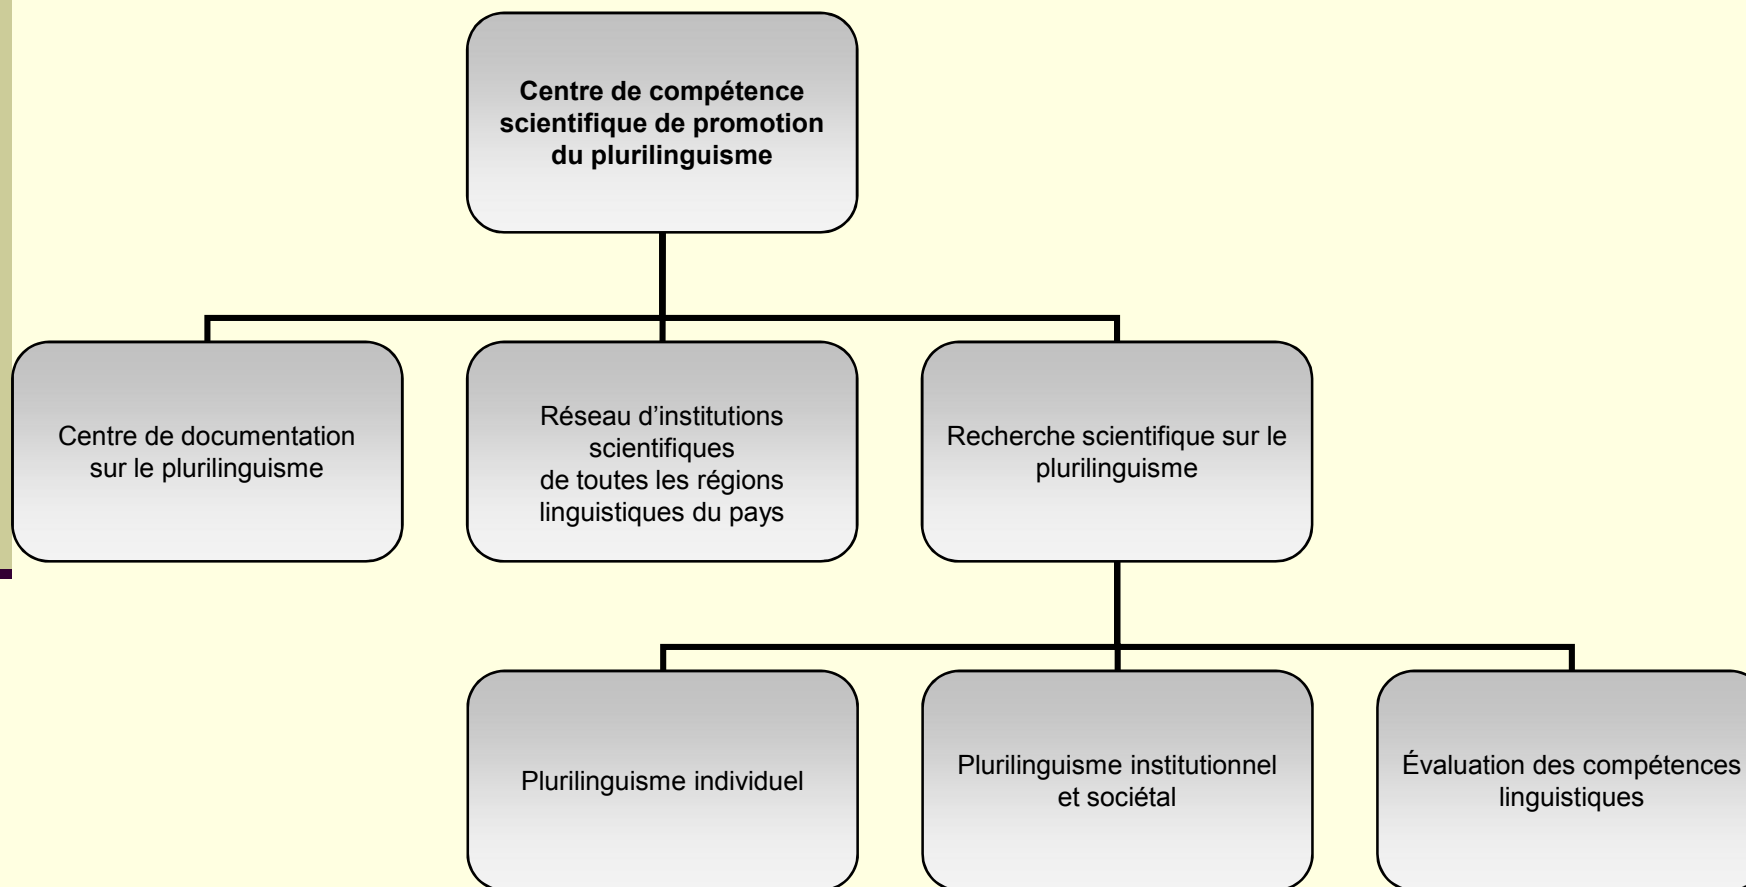 Centre de compétence
scientifique de promotion
du plurilinguisme
Centre de documentation
sur le plurilinguisme
Réseau d’institutions
scientifiques
de toutes les régions
linguistiques du pays
Recherche scientifique sur le
plurilinguisme
Plurilinguisme individuel
Plurilinguisme institutionnel
et sociétal
Évaluation des compétences
linguistiques